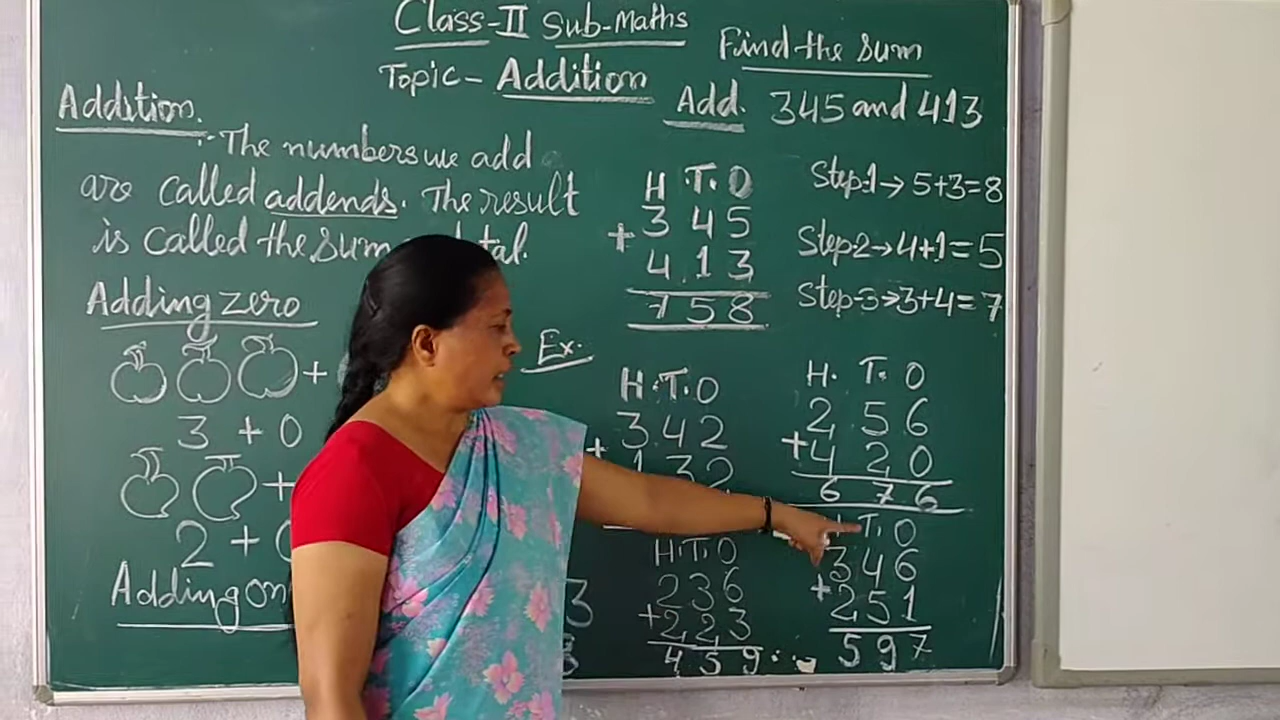 Class-II Sub-Maths
Topic- Addition
Addition.
:- The numbers we add
are called addends. The result
is called the sum
Adding zero
+
3 + 0
+
2 + 0
Adding on
Find the sum
Add. 345 and 413
H T. O
3 4 5
+ 4 1 3
7 5 8
Step:1→ 5+3=8
Step-2→ 4+1=5
Step-3→ 3+4=7
Ex:-
H. T. O
3 4 2
+ 1 3 2
H. T. O
2 5 6
+ 4 2 0
6 7 6
H. T. O
2 3 6
+ 2 2 3
4 5 9
T. O
3 4 6
+ 2 5 1
5 9 7
3